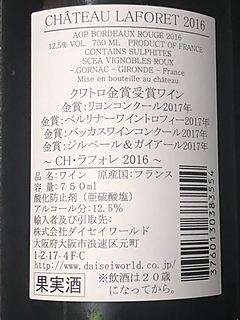 CHÂTEAU LAFORET 2016
AOP BORDEAUX ROUGE 2016
12.5% VOL. 750 ML PRODUCT OF FRANCE
CONTAINS SULPHITES
SCEA VIGNOBLES ROUX
- GORNAC - GIRONDE - France
Mise en bouteille au château
クワトロ金賞受賞ワイン
金賞:リヨンコンクール2017年
金賞:ベルリナーワイントロフィー2017年
金賞:バッカスワインコンクール2017年
金賞:ジルベール&ガイアール2017年
~CH・ラフォレ 2016~
品名:ワイン 原産国:フランス
容量:750ml
酸化防止剤(亜硫酸塩)
アルコール分:12.5%
輸入者及び引取先:
株式会社ダイセイワールド
大阪府大阪市浪速区元町
1-2-17-4F-C
http://www.daiseiworld.co.jp/
果実酒
※飲酒は20歳
になってから。
3760130383554